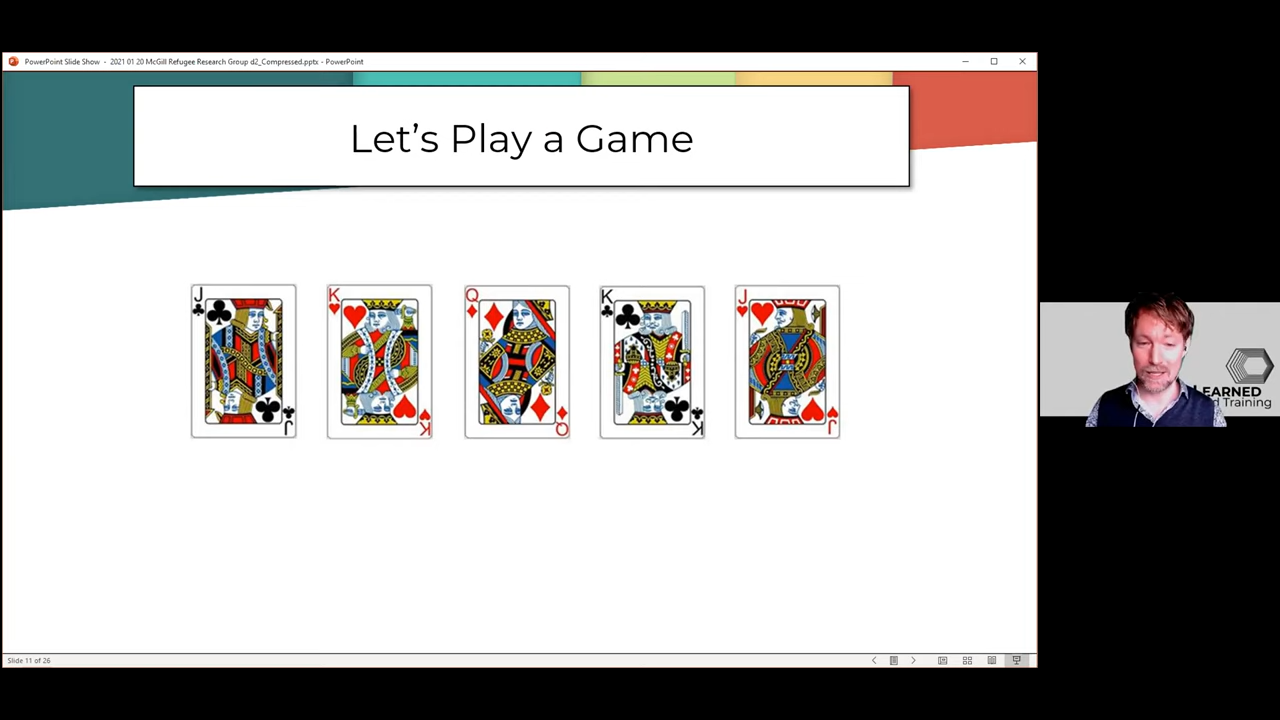 PowerPoint Slide Show - 2021 01 20 McGill Refugee Research Group d2_Compressed.pptx - PowerPoint
Let's Play a Game
J K Q K J
J K Q K J
EARNED
d Training
Slide 11 of 26